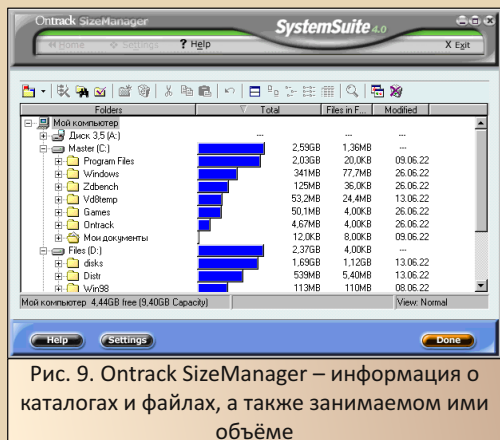 Ontrack SizeManager
SystemSuite 4.0
Home Settings ? Help X Exit
Folders Total Files in F... Modified
Мой компьютер
Диск 3,5 (A:) --- --- ---
Master (C:) 2,59GB 1,36MB ---
Program Files 2,03GB 20,0KB 09.06.22
Windows 341MB 77,7MB 26.06.22
Zdbench 125MB 36,0KB 26.06.22
Vd8temp 53,2MB 24,4MB 13.06.22
Games 50,1MB 4,00KB 26.06.22
Ontrack 4,67MB 4,00KB 26.06.22
Мои документы 12,0KB 8,00KB 09.06.22
Files (D:) 2,37GB 4,00KB ---
disks 1,69GB 1,12GB 13.06.22
Distr 539MB 5,40MB 13.06.22
Win98 113MB 110MB 08.06.22
Мой компьютер 4,44GB free (9,40GB Capacity) View: Normal
Help Settings Done
Рис. 9. Ontrack SizeManager – информация о
каталогах и файлах, а также занимаемом ими
объёме